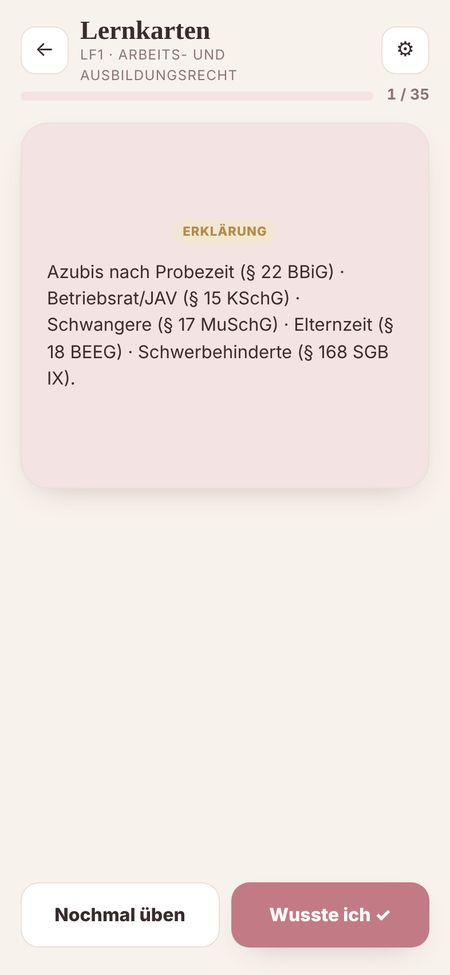 ←
Lernkarten
LF1 · ARBEITS- UND
AUSBILDUNGSRECHT
⚙
1 / 35
ERKLÄRUNG
Azubis nach Probezeit (§ 22 BBiG) ·
Betriebsrat/JAV (§ 15 KSchG) ·
Schwangere (§ 17 MuSchG) · Elternzeit (§
18 BEEG) · Schwerbehinderte (§ 168 SGB
IX).
Nochmal üben
Wusste ich ✓